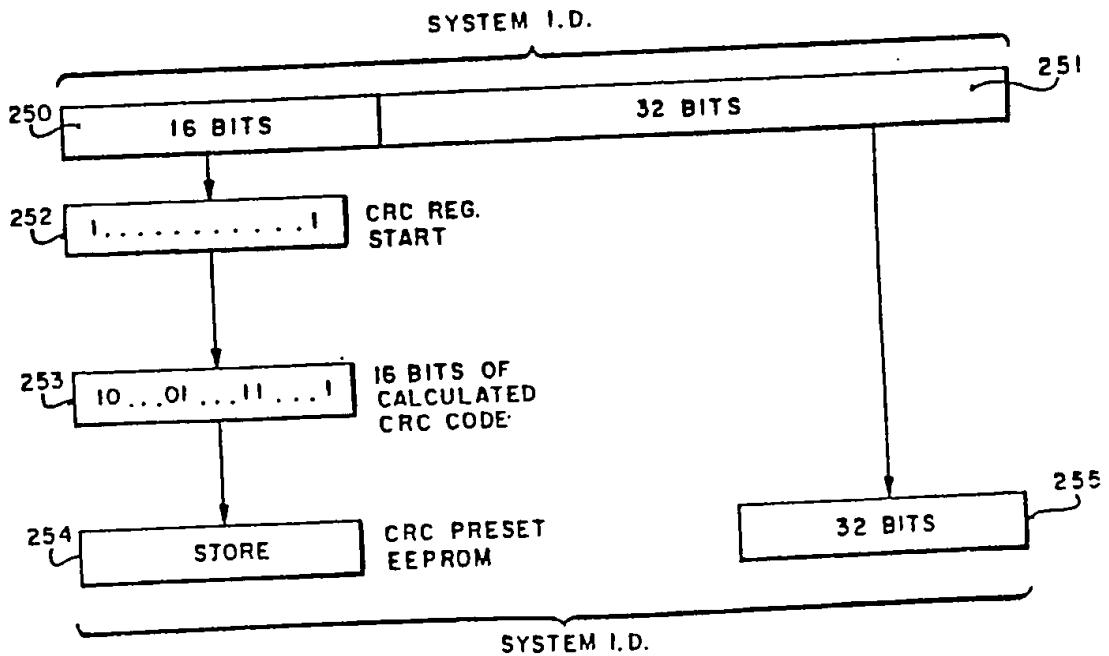 SYSTEM I.D.
250
16 BITS
32 BITS
251
252
1...........1
CRC REG.
START
253
10...01...11...1
16 BITS OF
CALCULATED
CRC CODE
254
STORE
CRC PRESET
EEPROM
32 BITS
255
SYSTEM I.D.